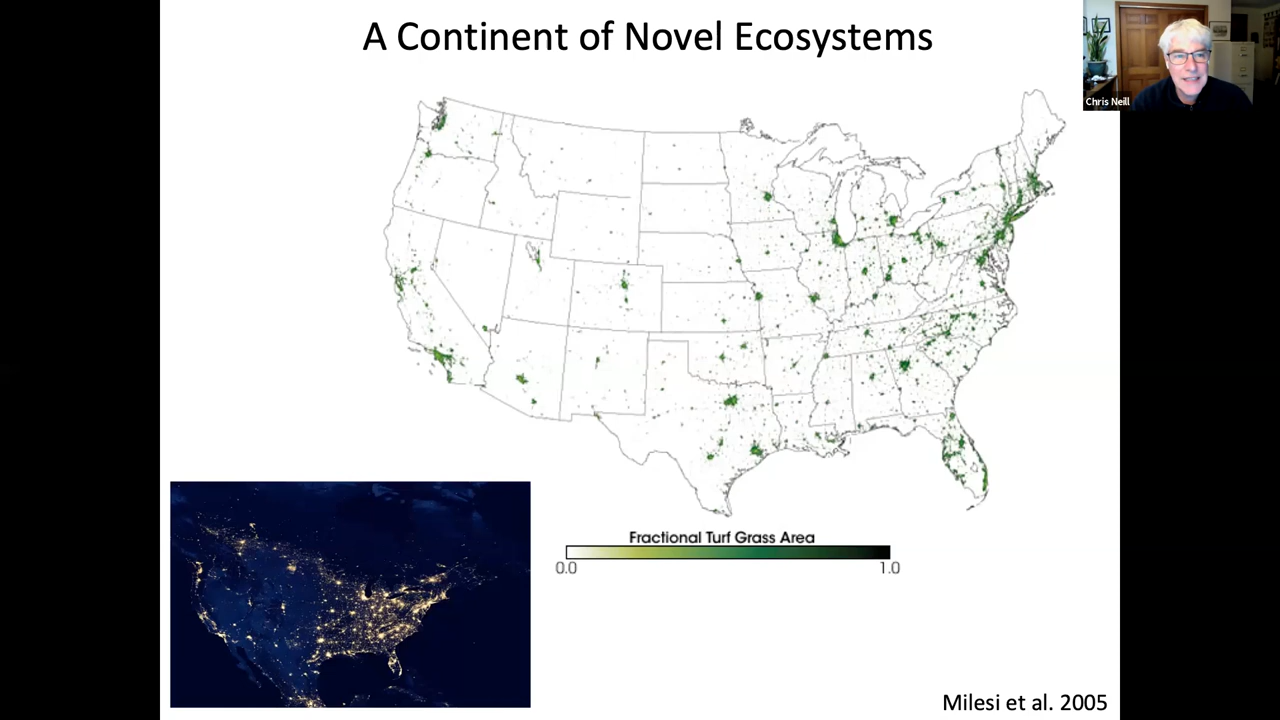 A Continent of Novel Ecosystems
Chris Neill
Fractional Turf Grass Area
0.0 1.0
Milesi et al. 2005